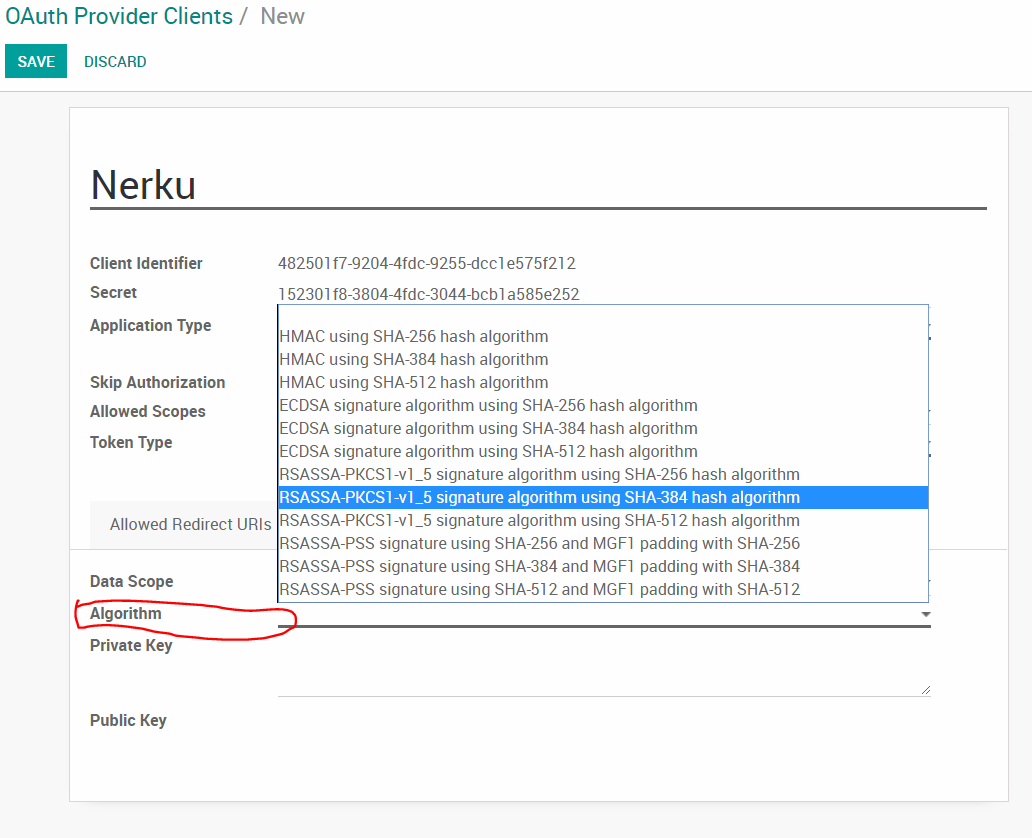 OAuth Provider Clients / New
SAVE DISCARD
Nerku
Client Identifier 482501f7-9204-4fdc-9255-dcc1e575f212
Secret 152301f8-3804-4fdc-3044-bcb1a585e252
Application Type
HMAC using SHA-256 hash algorithm
HMAC using SHA-384 hash algorithm
Skip Authorization HMAC using SHA-512 hash algorithm
ECDSA signature algorithm using SHA-256 hash algorithm
Allowed Scopes
ECDSA signature algorithm using SHA-384 hash algorithm
Token Type
ECDSA signature algorithm using SHA-512 hash algorithm
RSASSA-PKCS1-v1_5 signature algorithm using SHA-256 hash algorithm
RSASSA-PKCS1-v1_5 signature algorithm using SHA-384 hash algorithm
Allowed Redirect URIs RSASSA-PKCS1-v1_5 signature algorithm using SHA-512 hash algorithm
RSASSA-PSS signature using SHA-256 and MGF1 padding with SHA-256
RSASSA-PSS signature using SHA-384 and MGF1 padding with SHA-384
Data Scope RSASSA-PSS signature using SHA-512 and MGF1 padding with SHA-512
Algorithm
Private Key
Public Key